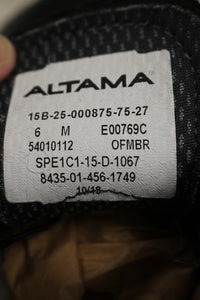 ALTAMA
15B-25-000875-75-27
6 M E00769C
54010112 OFMBR
SPE1C1-15-D-1067
8435-01-456-1749
10/18